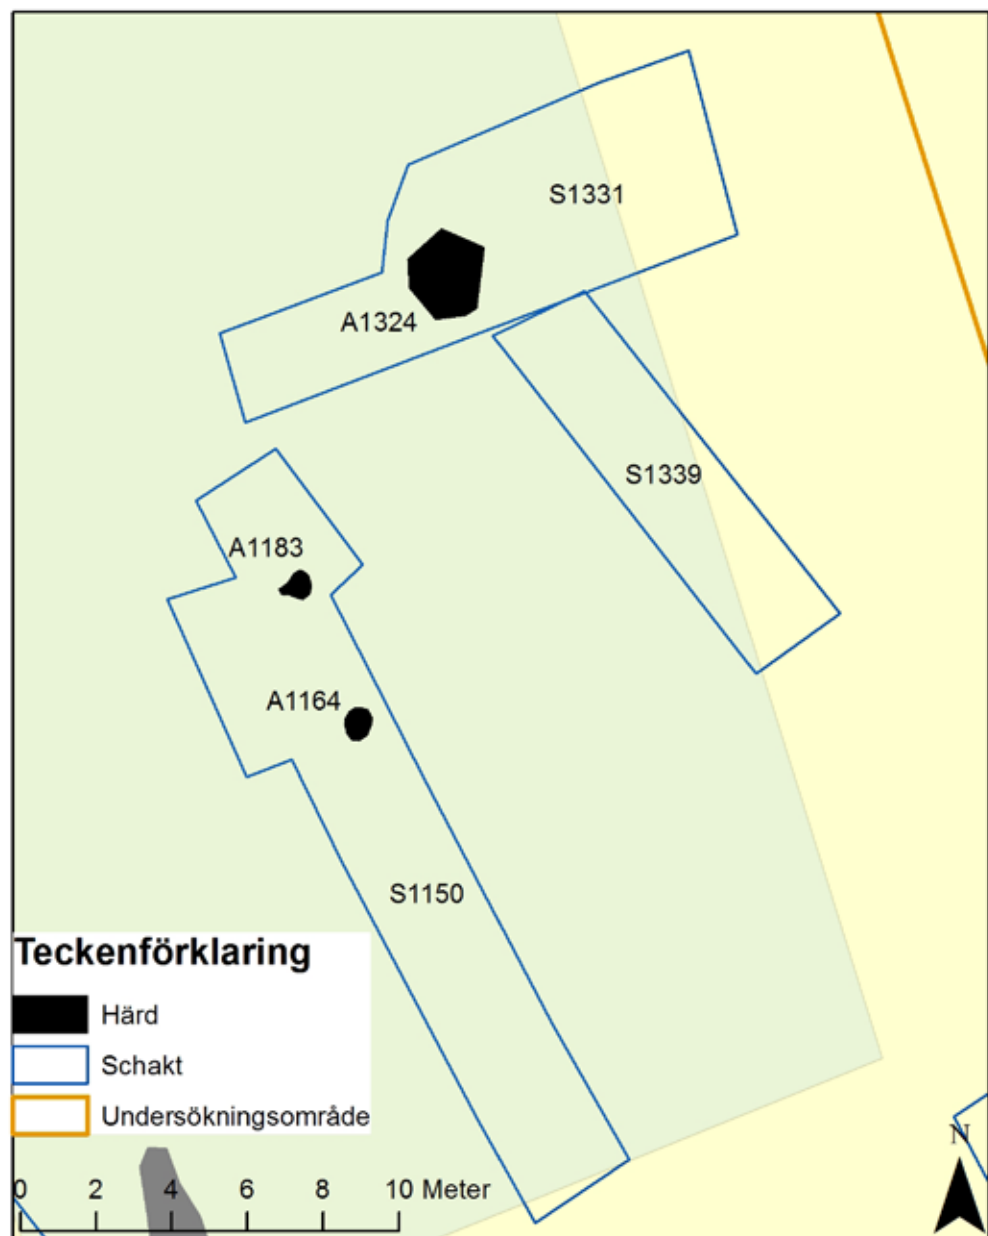 S1331
A1324
S1339
A1183
A1164
S1150
Teckenförklaring
Härd
Schakt
Undersökningsområde
N
0 2 4 6 8 10 Meter